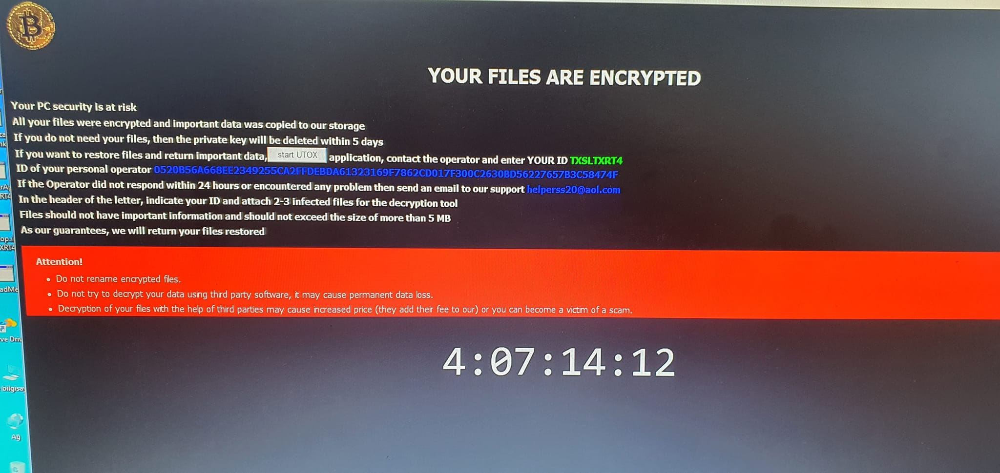 YOUR FILES ARE ENCRYPTED
Your PC security is at risk
All your files were encrypted and important data was copied to our storage
If you do not need your files, then the private key will be deleted within 5 days
If you want to restore files and return important data, start UTOX application, contact the operator and enter YOUR ID TXSLTXRT4
ID of your personal operator 0520B56A668EE2349255CA2FFDEBDA61323169F7862CD017F300C2630BD56227657B3C58474F
If the Operator did not respond within 24 hours or encountered any problem then send an email to our support helperss20@aol.com
In the header of the letter, indicate your ID and attach 2-3 infected files for the decryption tool
Files should not have important information and should not exceed the size of more than 5 MB
As our guarantees, we will return your files restored
Attention!
• Do not rename encrypted files.
• Do not try to decrypt your data using third party software, it may cause permanent data loss.
• Decryption of your files with the help of third parties may cause increased price (they add their fee to our) or you can become a victim of a scam.
4:07:14:12
XRT4
adMe
ve Driv
bilgisay
Ağ